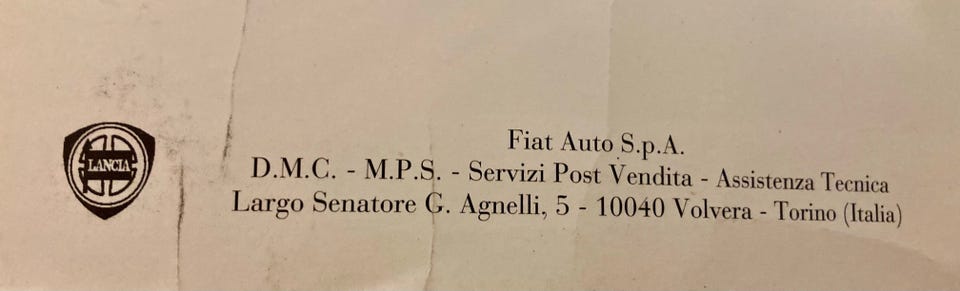 LANCIA
Fiat Auto S.p.A.
D.M.C. - M.P.S. - Servizi Post Vendita - Assistenza Tecnica
Largo Senatore G. Agnelli, 5 - 10040 Volvera - Torino (Italia)